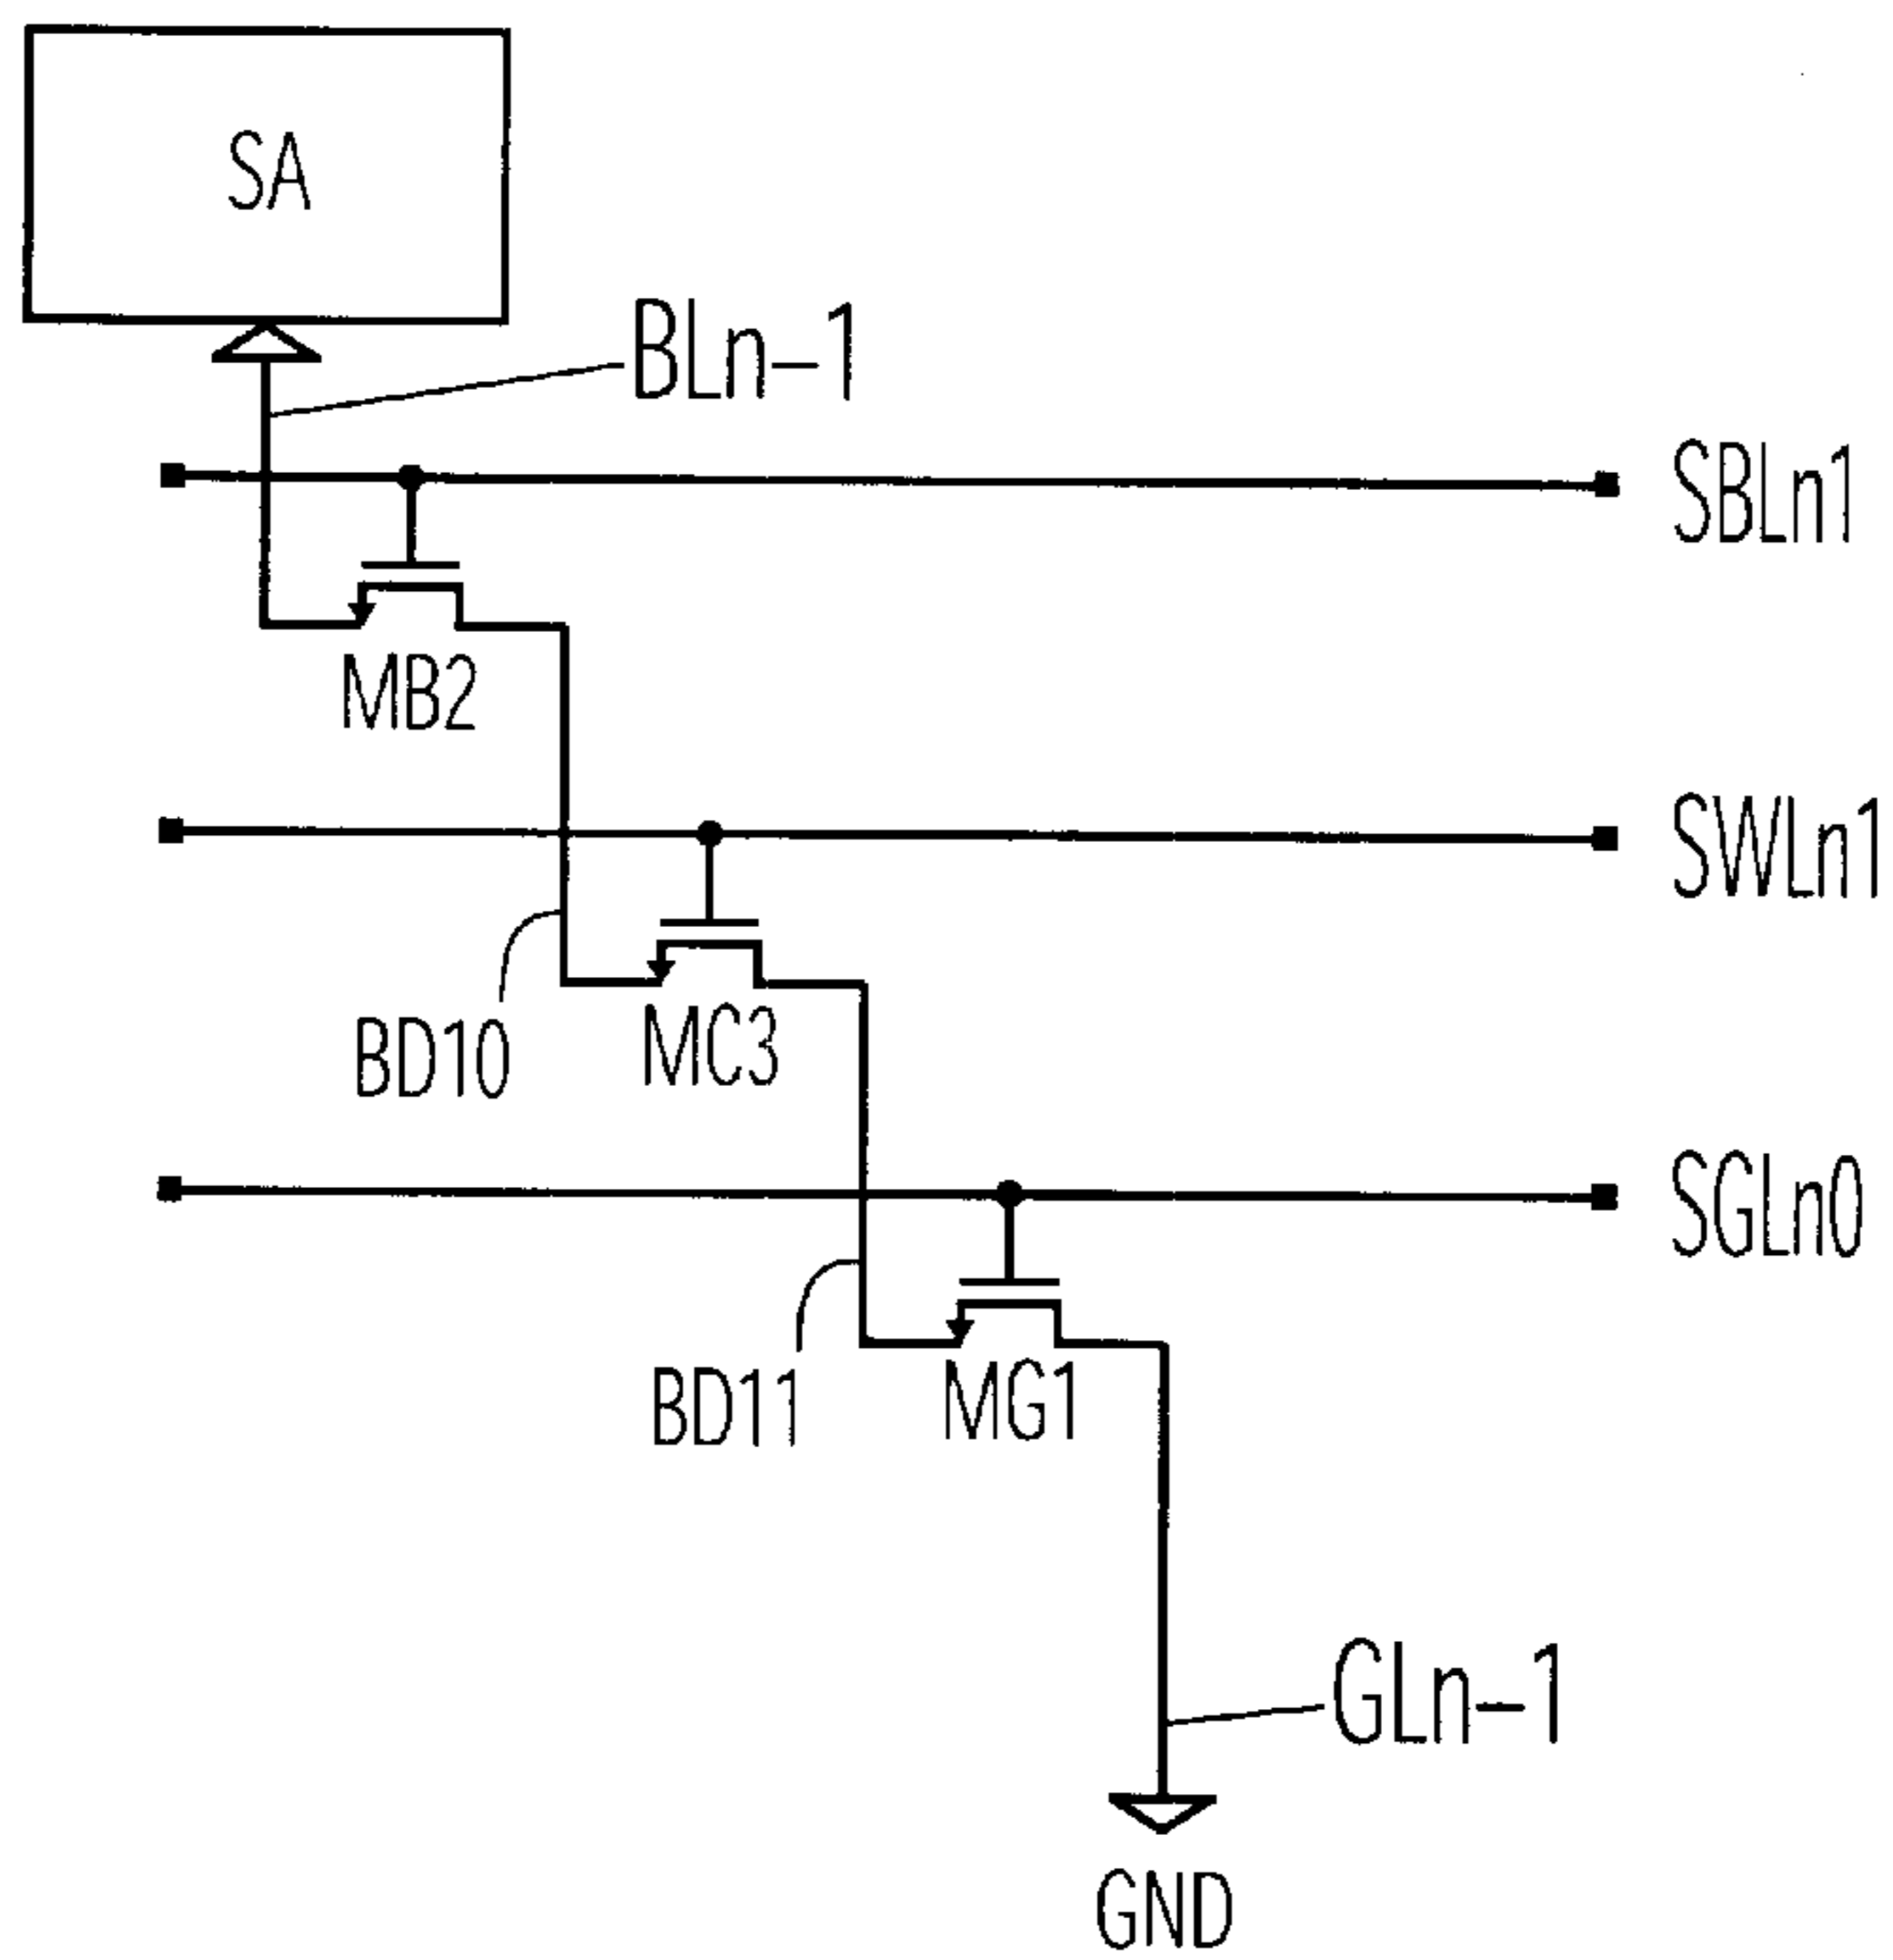 SA
BLn-1
SBLn1
MB2
SWLn1
BD10
MC3
SGLn0
BD11
MG1
GLn-1
GND